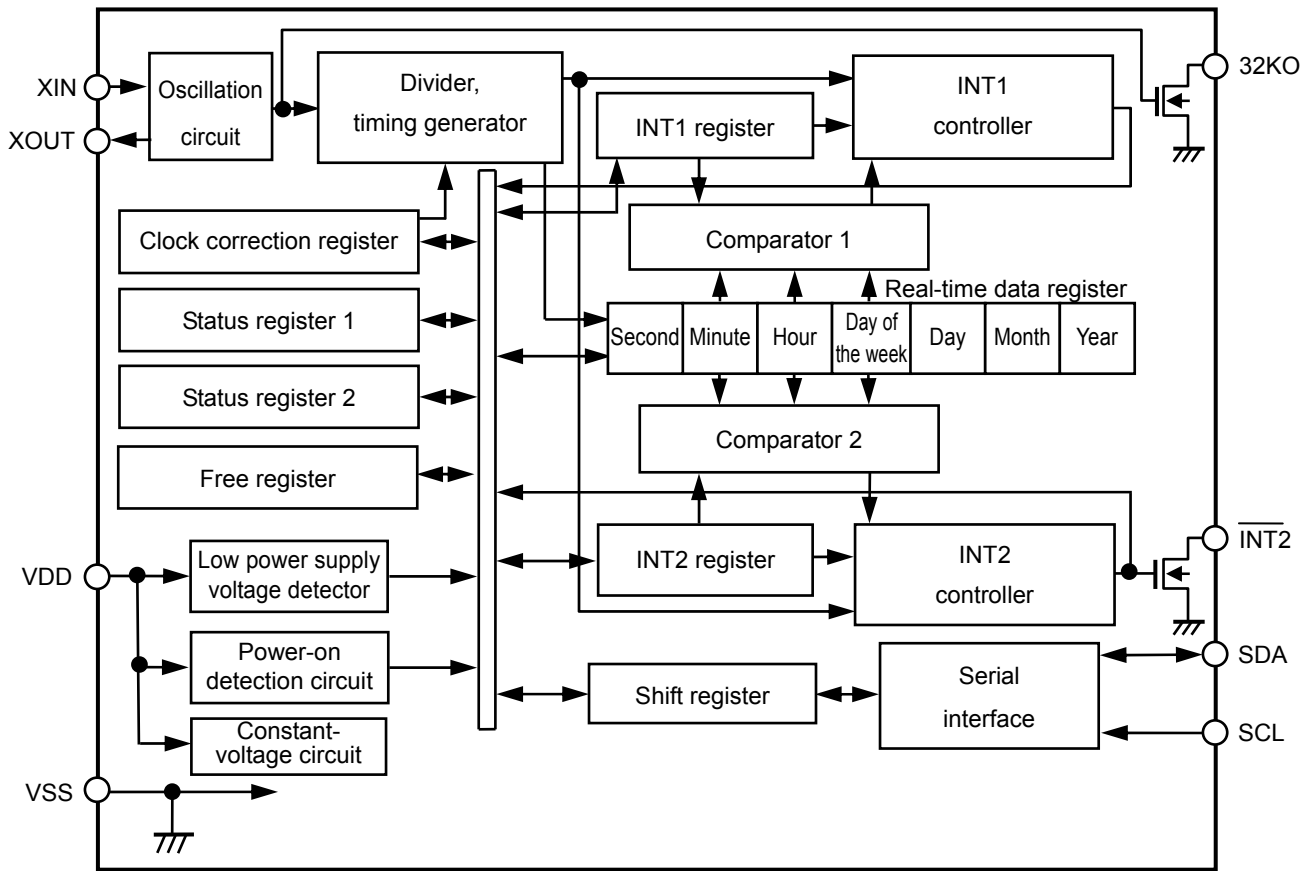 XIN
XOUT
Oscillation
circuit
Divider,
timing generator
INT1 register
INT1
controller
32KO
Clock correction register
Comparator 1
Status register 1
Real-time data register
Second
Minute
Hour
Day of
the week
Day
Month
Year
Status register 2
Comparator 2
Free register
VDD
Low power supply
voltage detector
INT2 register
INT2
controller
INT2
Power-on
detection circuit
Shift register
Serial
interface
SDA
SCL
Constant-
voltage circuit
VSS